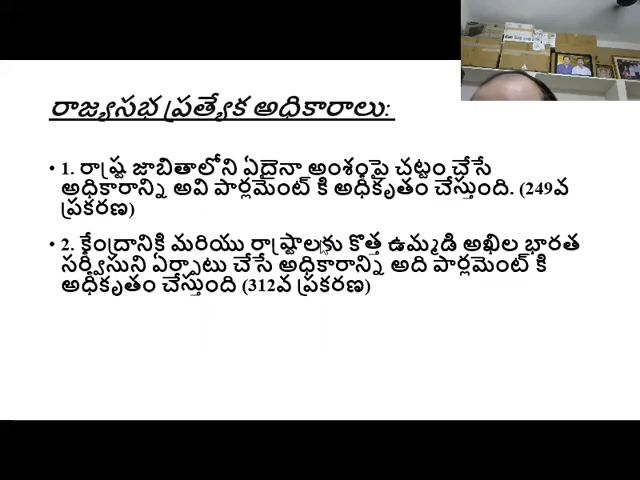 రాజ్యసభ ప్రత్యేక అధికారాలు:
• 1. రాష్ట్ర జాబితాలోని ఏదైనా అంశంపై చట్టం చేసే
అధికారాన్ని అవి పార్లమెంట్ కి అధికృతం చేస్తుంది. (249వ
ప్రకరణ)
• 2. కేంద్రానికి మరియు రాష్ట్రాలకు కొత్త ఉమ్మడి అఖిల భారత
సర్వీసుని ఏర్పాటు చేసే అధికారాన్ని అది పార్లమెంట్ కి
అధికృతం చేస్తుంది (312వ ప్రకరణ)